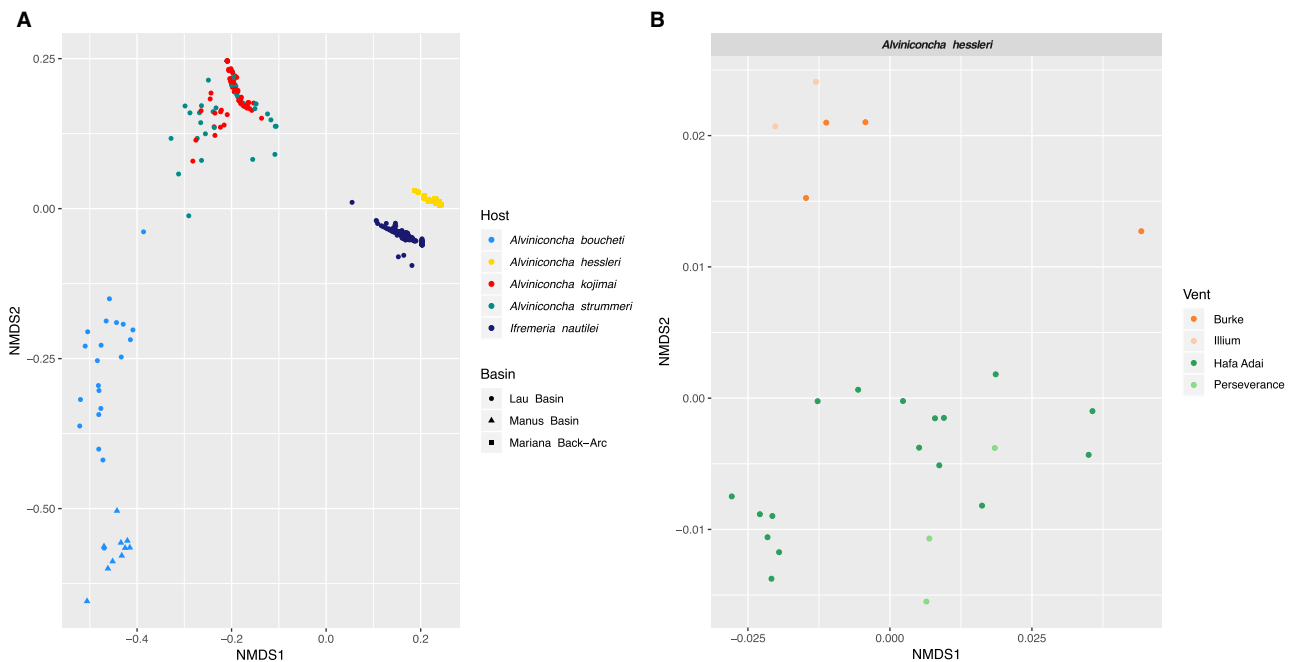 A
0.25
0.00
−0.25
−0.50
NMDS2
−0.4
−0.2
0.0
0.2
NMDS1
Host
Alviniconcha boucheti
Alviniconcha hessleri
Alviniconcha kojimai
Alviniconcha strummeri
Ifremeria nautilei
Basin
Lau Basin
Manus Basin
Mariana Back−Arc
B
Alviniconcha hessleri
0.02
0.01
0.00
−0.01
NMDS2
−0.025
0.000
0.025
NMDS1
Vent
Burke
Illium
Hafa Adai
Perseverance